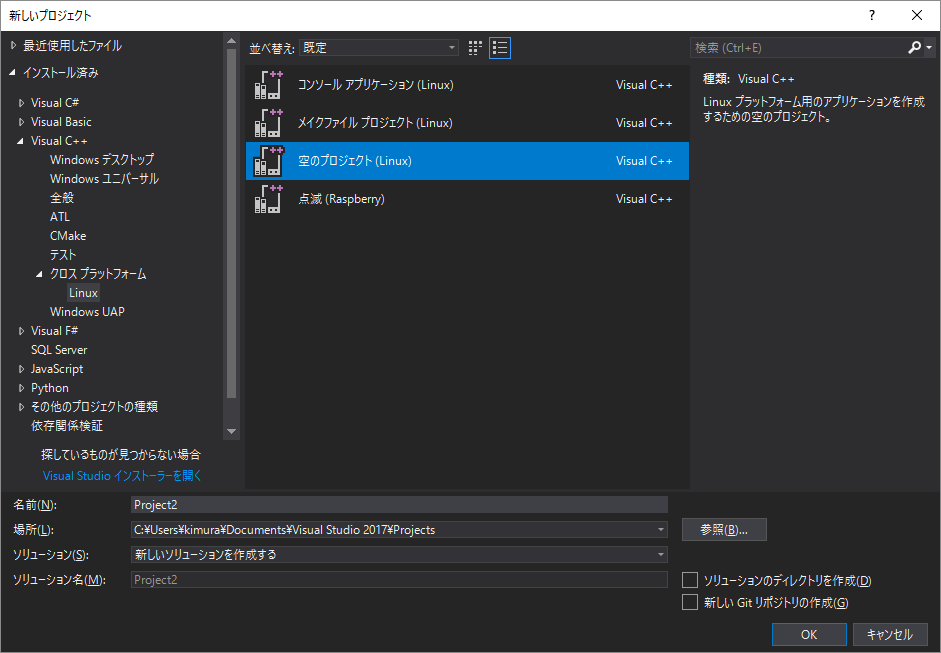 新しいプロジェクト
最近使用したファイル
インストール済み
Visual C#
Visual Basic
Visual C++
Windows デスクトップ
Windows ユニバーサル
全般
ATL
CMake
テスト
クロス プラットフォーム
Linux
Windows UAP
Visual F#
SQL Server
JavaScript
Python
その他のプロジェクトの種類
依存関係検証
探しているものが見つからない場合
Visual Studio インストーラーを開く
並べ替え: 既定
コンソール アプリケーション (Linux) Visual C++
メイクファイル プロジェクト (Linux) Visual C++
空のプロジェクト (Linux) Visual C++
点滅 (Raspberry) Visual C++
検索 (Ctrl+E)
種類: Visual C++
Linux プラットフォーム用のアプリケーションを作成
するための空のプロジェクト。
名前(N): Project2
場所(L): C:¥Users¥kimura¥Documents¥Visual Studio 2017¥Projects
参照(B)...
ソリューション(S): 新しいソリューションを作成する
ソリューション名(M): Project2
ソリューションのディレクトリを作成(D)
新しい Git リポジトリの作成(G)
OK キャンセル